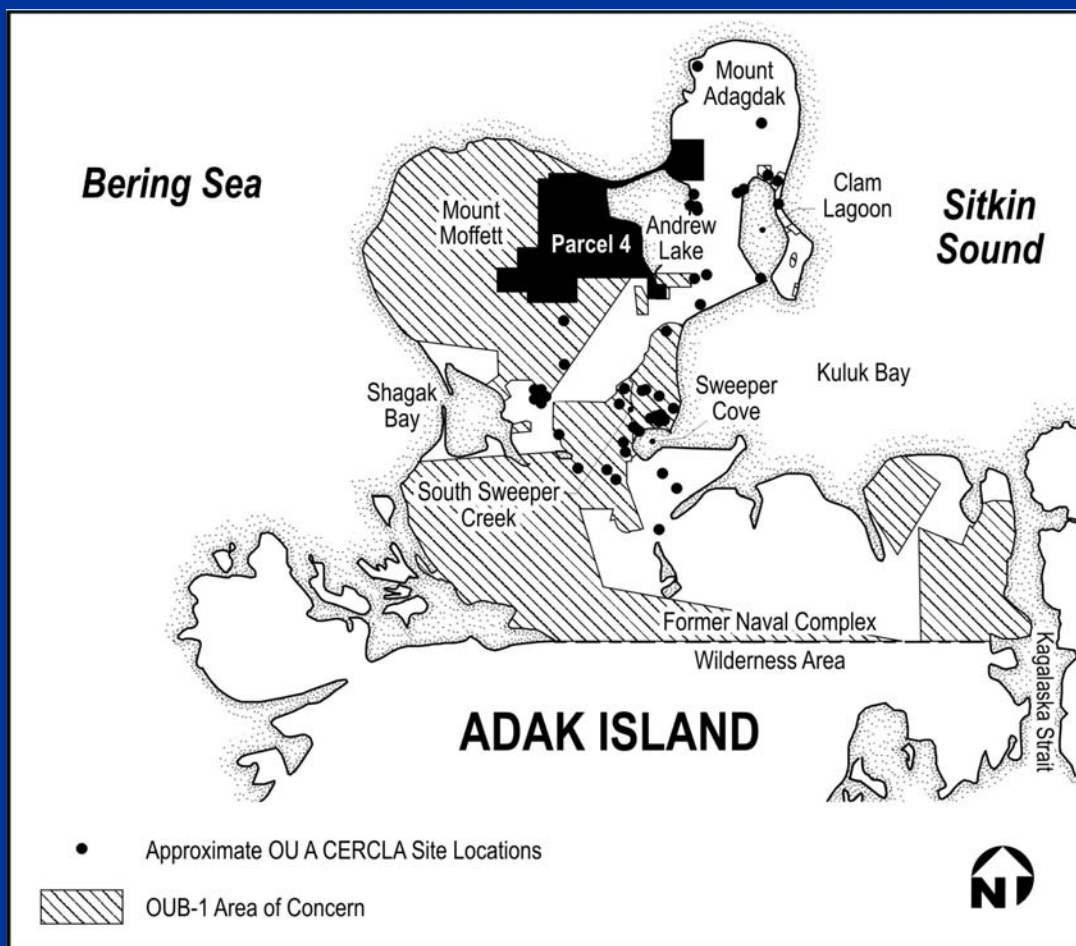 Mount
Adagdak
Bering Sea
Clam
Lagoon
Mount
Moffett
Sitkin
Sound
Andrew
Lake
Parcel 4
Kuluk Bay
Shagak
Bay
Sweeper
Cove
South Sweeper
Creek
Former Naval Complex
Wilderness Area
Kagalaska Strait
ADAK ISLAND
Approximate OU A CERCLA Site Locations
OUB-1 Area of Concern
N